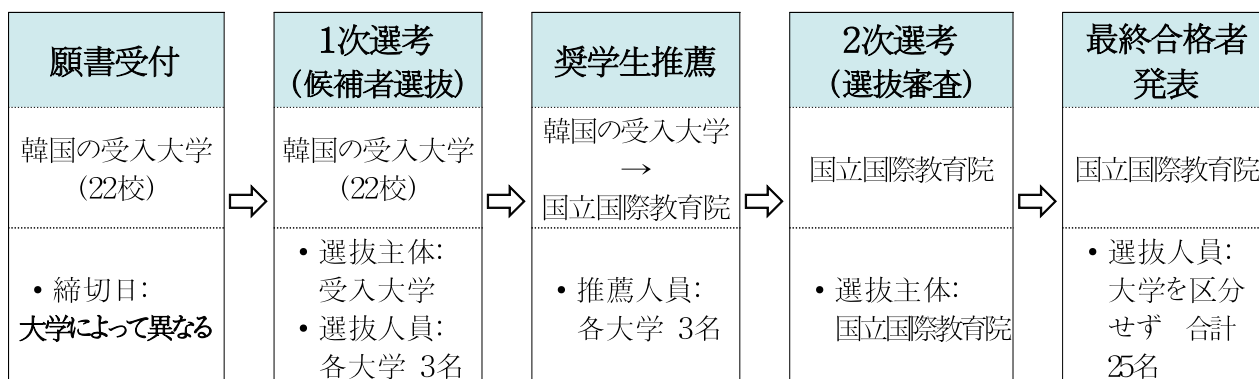 願書受付
韓国の受入大学
(22校)
• 締切日:
大学によって異なる
1次選考
(候補者選抜)
韓国の受入大学
(22校)
• 選抜主体:
受入大学
• 選抜人員:
各大学 3名
奨学生推薦
韓国の受入大学
→
国立国際教育院
• 推薦人員:
各大学 3名
2次選考
(選抜審査)
国立国際教育院
• 選抜主体:
国立国際教育院
最終合格者
発表
国立国際教育院
• 選抜人員:
大学を区分
せず 合計
25名